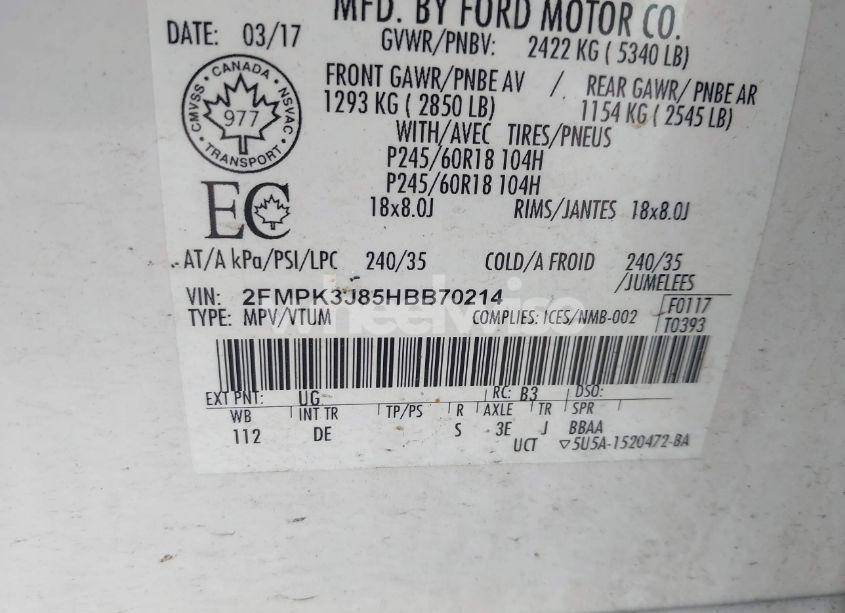 MFD. BY FORD MOTOR CO.
DATE: 03/17
GVWR/PNBV: 2422 KG ( 5340 LB)
FRONT GAWR/PNBE AV / REAR GAWR/ PNBE AR
1293 KG ( 2850 LB) 1154 KG ( 2545 LB)
WITH/AVEC TIRES/PNEUS
P245/60R18 104H
P245/60R18 104H
18x8.0J RIMS/JANTES 18x8.0J
CANADA
CMVSS NSVAC
977
TRANSPORT
EC
AT/A kPa/PSI/LPC 240/35 COLD/A FROID 240/35
/JUMELEES
VIN: 2FMPK3J85HBB70214
TYPE: MPV/VTUM COMPLIES: ICES/NMB-002
F0117
T0393
wheelwise
EXT PNT: UG RC: B3 DSO:
WB INT TR TP/PS R AXLE TR SPR
112 DE S 3E J BBAA
UCT ▽5U5A-1520472-BA